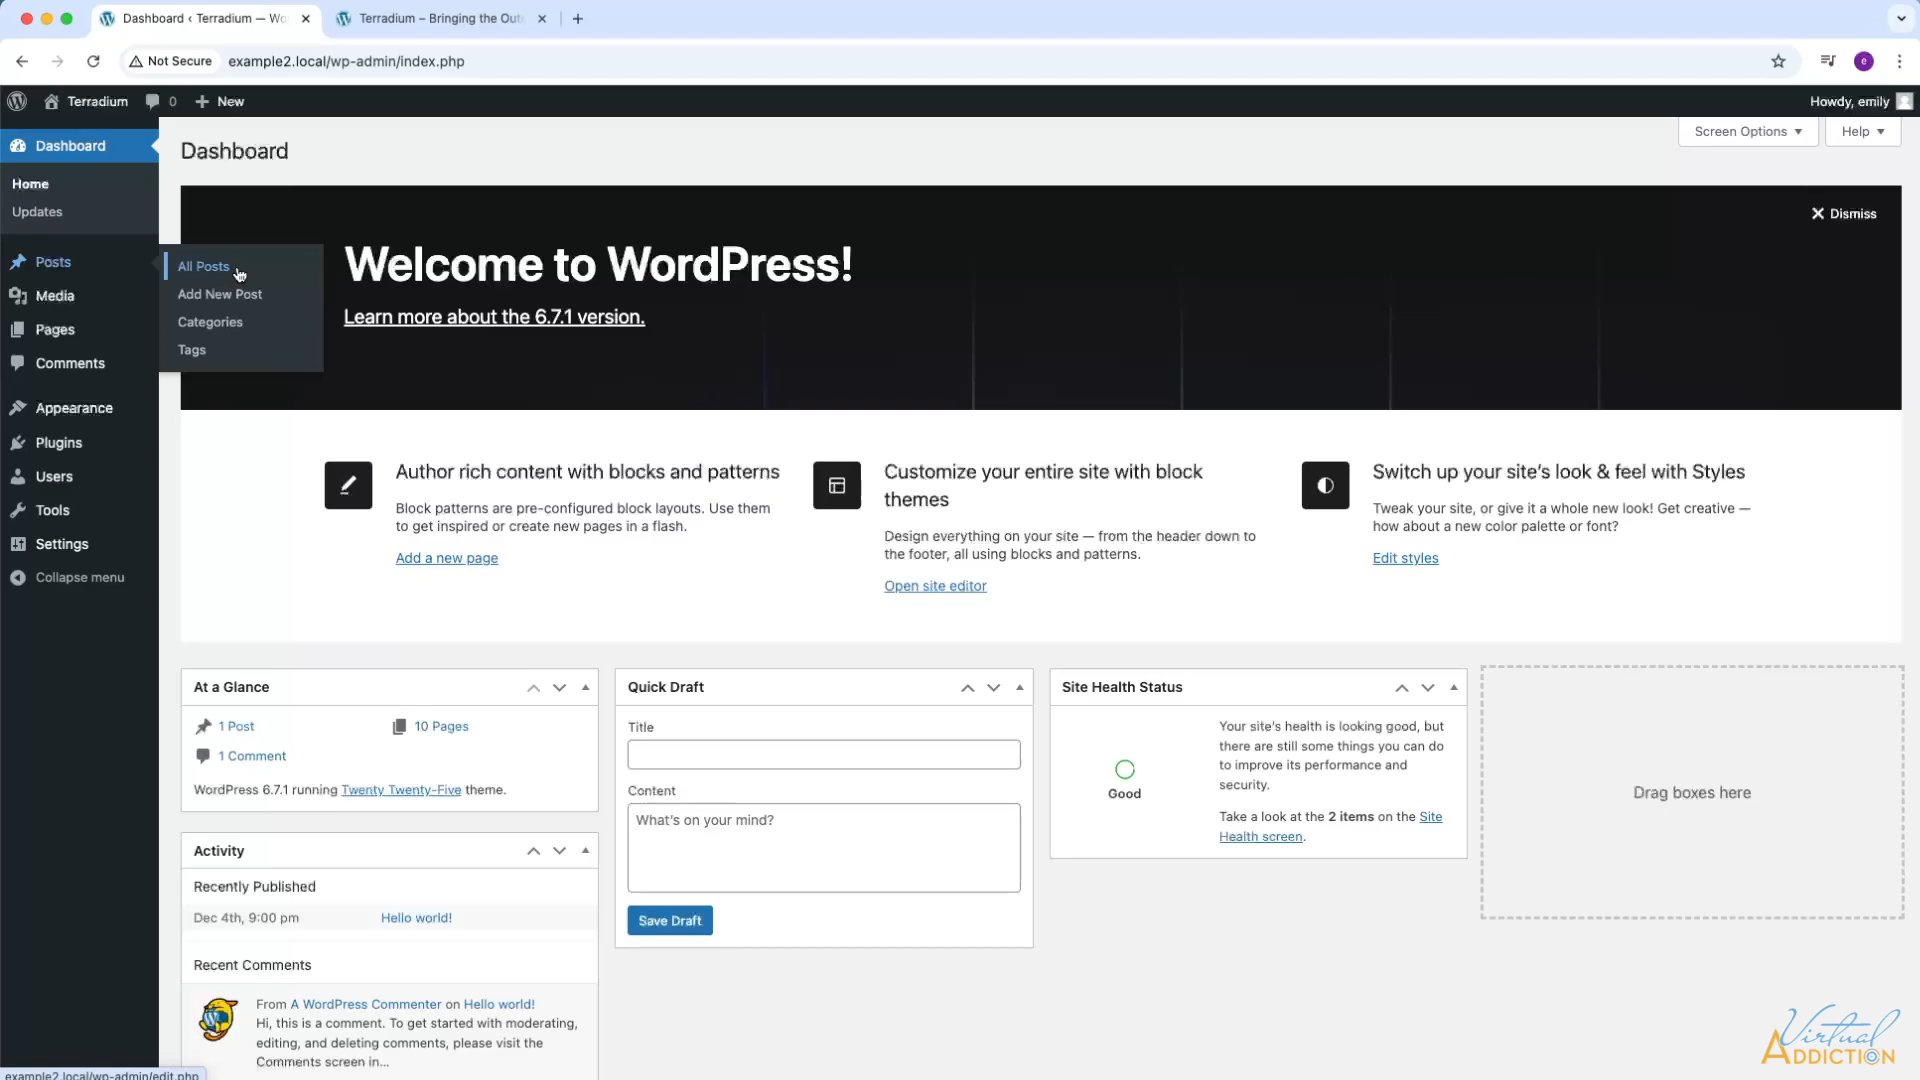 Dashboard ‹ Terradium — Wo
Terradium – Bringing the Out
Not Secure
example2.local/wp-admin/index.php
e
Terradium
0
New
Howdy, emily
Dashboard
Home
Updates
Posts
Media
Pages
Comments
Appearance
Plugins
Users
Tools
Settings
Collapse menu
All Posts
Add New Post
Categories
Tags
Dashboard
Screen Options
Help
Dismiss
Welcome to WordPress!
Learn more about the 6.7.1 version.
Author rich content with blocks and patterns
Block patterns are pre-configured block layouts. Use them
to get inspired or create new pages in a flash.
Add a new page
Customize your entire site with block
themes
Design everything on your site — from the header down to
the footer, all using blocks and patterns.
Open site editor
Switch up your site’s look & feel with Styles
Tweak your site, or give it a whole new look! Get creative —
how about a new color palette or font?
Edit styles
At a Glance
1 Post
10 Pages
1 Comment
WordPress 6.7.1 running Twenty Twenty-Five theme.
Activity
Recently Published
Dec 4th, 9:00 pm
Hello world!
Recent Comments
From A WordPress Commenter on Hello world!
Hi, this is a comment. To get started with moderating,
editing, and deleting comments, please visit the
Comments screen in...
Quick Draft
Title
Content
What’s on your mind?
Save Draft
Site Health Status
Good
Your site’s health is looking good, but
there are still some things you can do
to improve its performance and
security.
Take a look at the 2 items on the Site
Health screen.
Drag boxes here
example2.local/wp-admin/edit.php
Virtual
ADDICTION